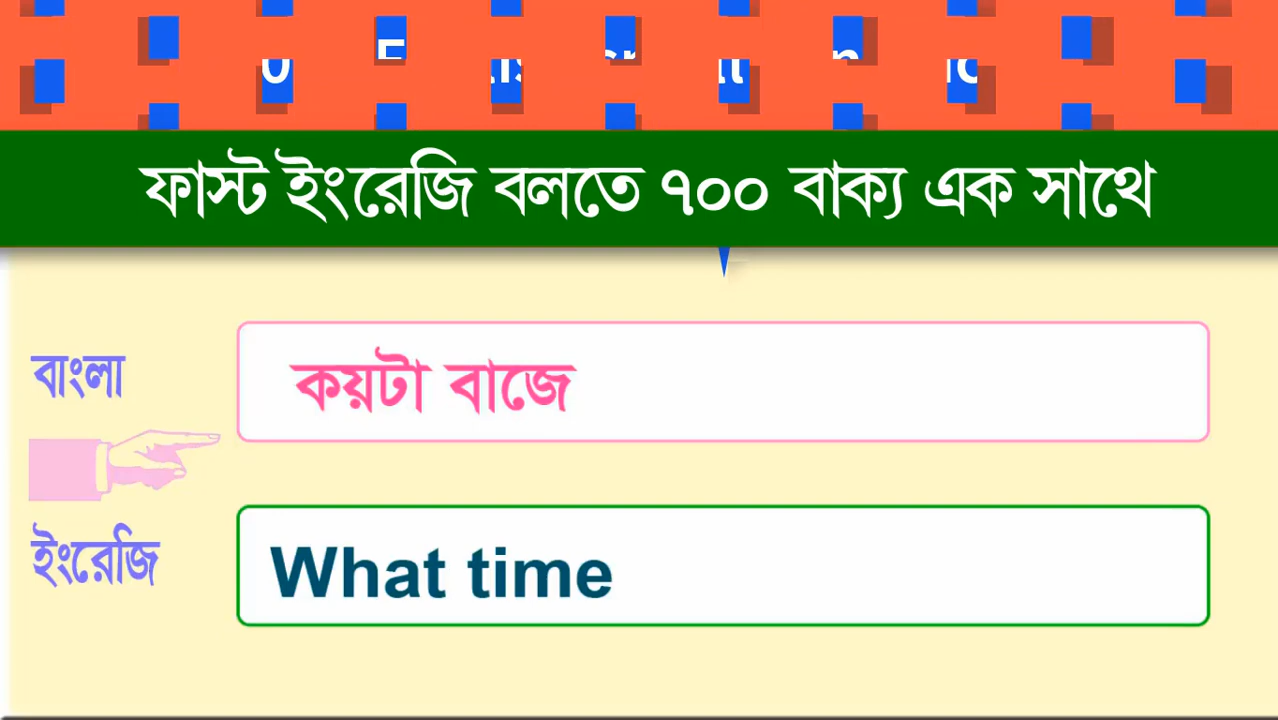 ফাস্ট ইংরেজি বলতে ৭০০ বাক্য এক সাথে
বাংলা
কয়টা বাজে
ইংরেজি
What time